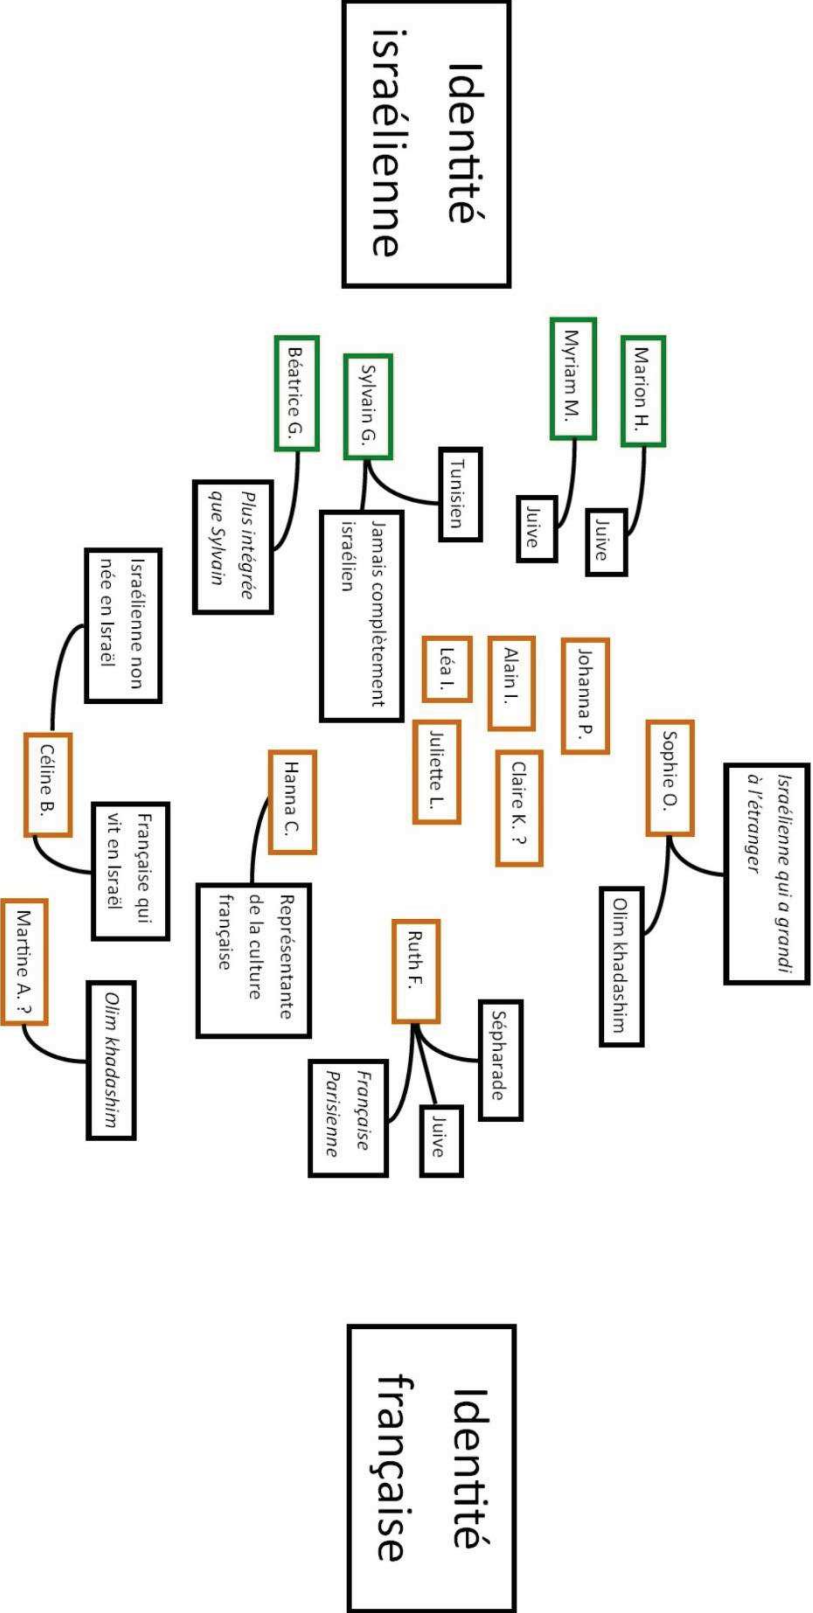 Identité
israélienne
Marion H.
Juive
Myriam M.
Juive
Sylvain G.
Tunisien
Jamais complètement
israélien
Béatrice G.
Plus intégrée
que Sylvain
Johanna P.
Alain I.
Léa I.
Claire K. ?
Juliette L.
Sophie O.
Israélienne qui a grandi
à l'étranger
Olim khadashim
Hanna C.
Représentante
de la culture
française
Israélienne non
née en Israël
Céline B.
Française qui
vit en Israël
Ruth F.
Sépharade
Juive
Française
Parisienne
Martine A. ?
Olim khadashim
Identité
française